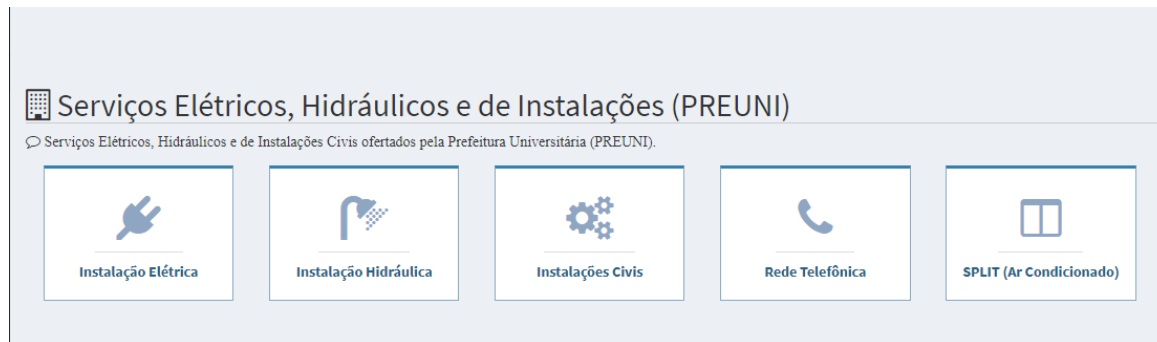 Serviços Elétricos, Hidráulicos e de Instalações (PREUNI)
Serviços Elétricos, Hidráulicos e de Instalações Civis ofertados pela Prefeitura Universitária (PREUNI).
Instalação Elétrica
Instalação Hidráulica
Instalações Civis
Rede Telefônica
SPLIT (Ar Condicionado)